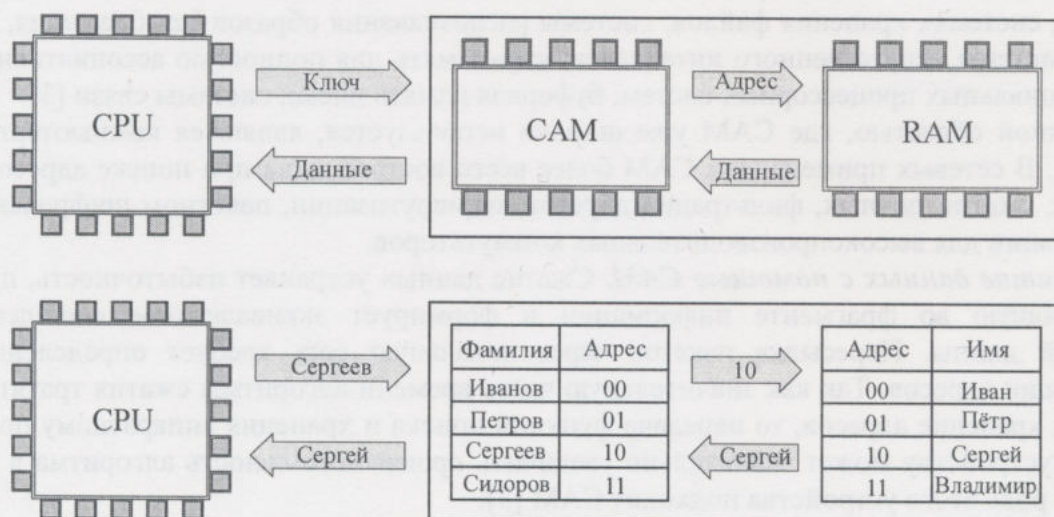 Ключ
Адрес
CPU
CAM
RAM
Данные
Данные
Фамилия Адрес
Адрес Имя
Сергеев
10
Иванов 00
00 Иван
CPU
Петров 01
01 Пётр
Сергей
Сергеев 10
Сергей
10 Сергей
Сидоров 11
11 Владимир